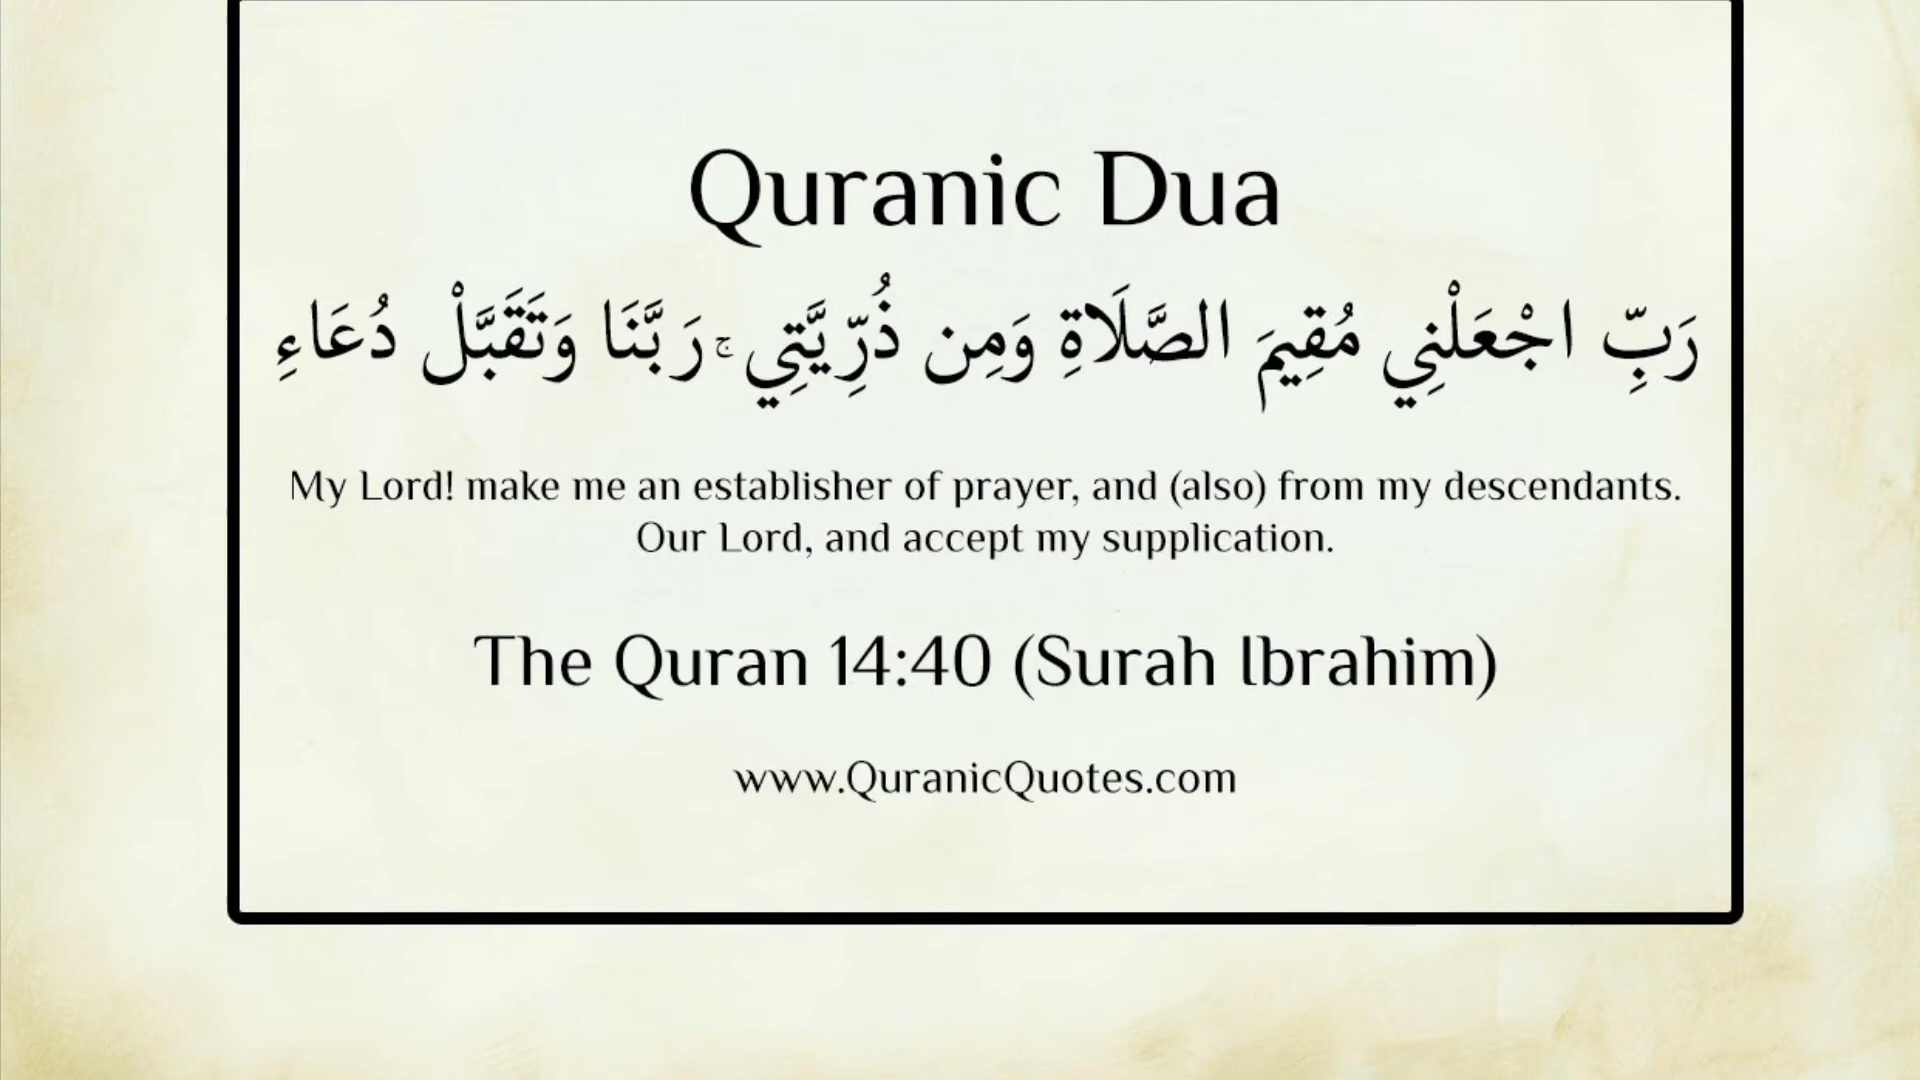 Quranic Dua
رَبِّ اجْعَلْنِي مُقِيمَ الصَّلَاةِ وَمِن ذُرِّيَّتِي ۚ رَبَّنَا وَتَقَبَّلْ دُعَاءِ
My Lord! make me an establisher of prayer, and (also) from my descendants.
Our Lord, and accept my supplication.
The Quran 14:40 (Surah Ibrahim)
www.QuranicQuotes.com